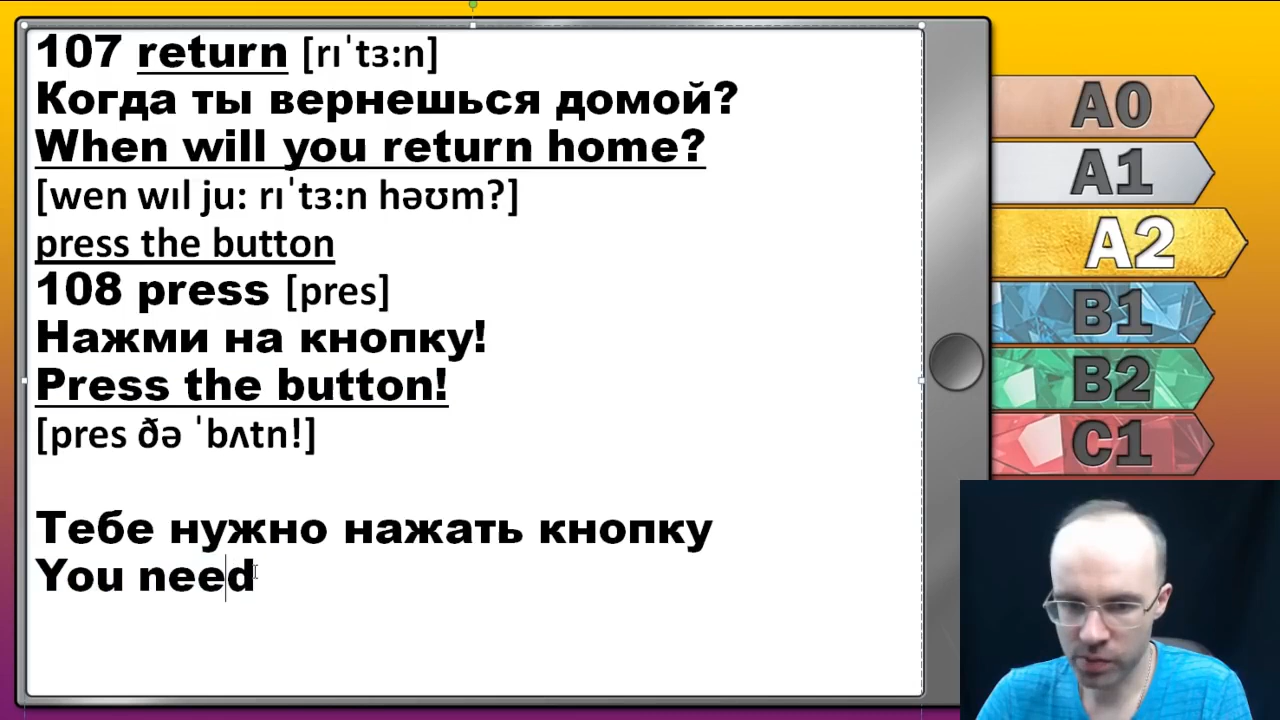 107 return [rɪˈtɜ:n]
Когда ты вернешься домой?
When will you return home?
[wen wɪl ju: rɪˈtɜ:n həʊm?]
press the button
108 press [pres]
Нажми на кнопку!
Press the button!
[pres ðə ˈbʌtn!]
Тебе нужно нажать кнопку
You need
A0
A1
A2
B1
B2
C1